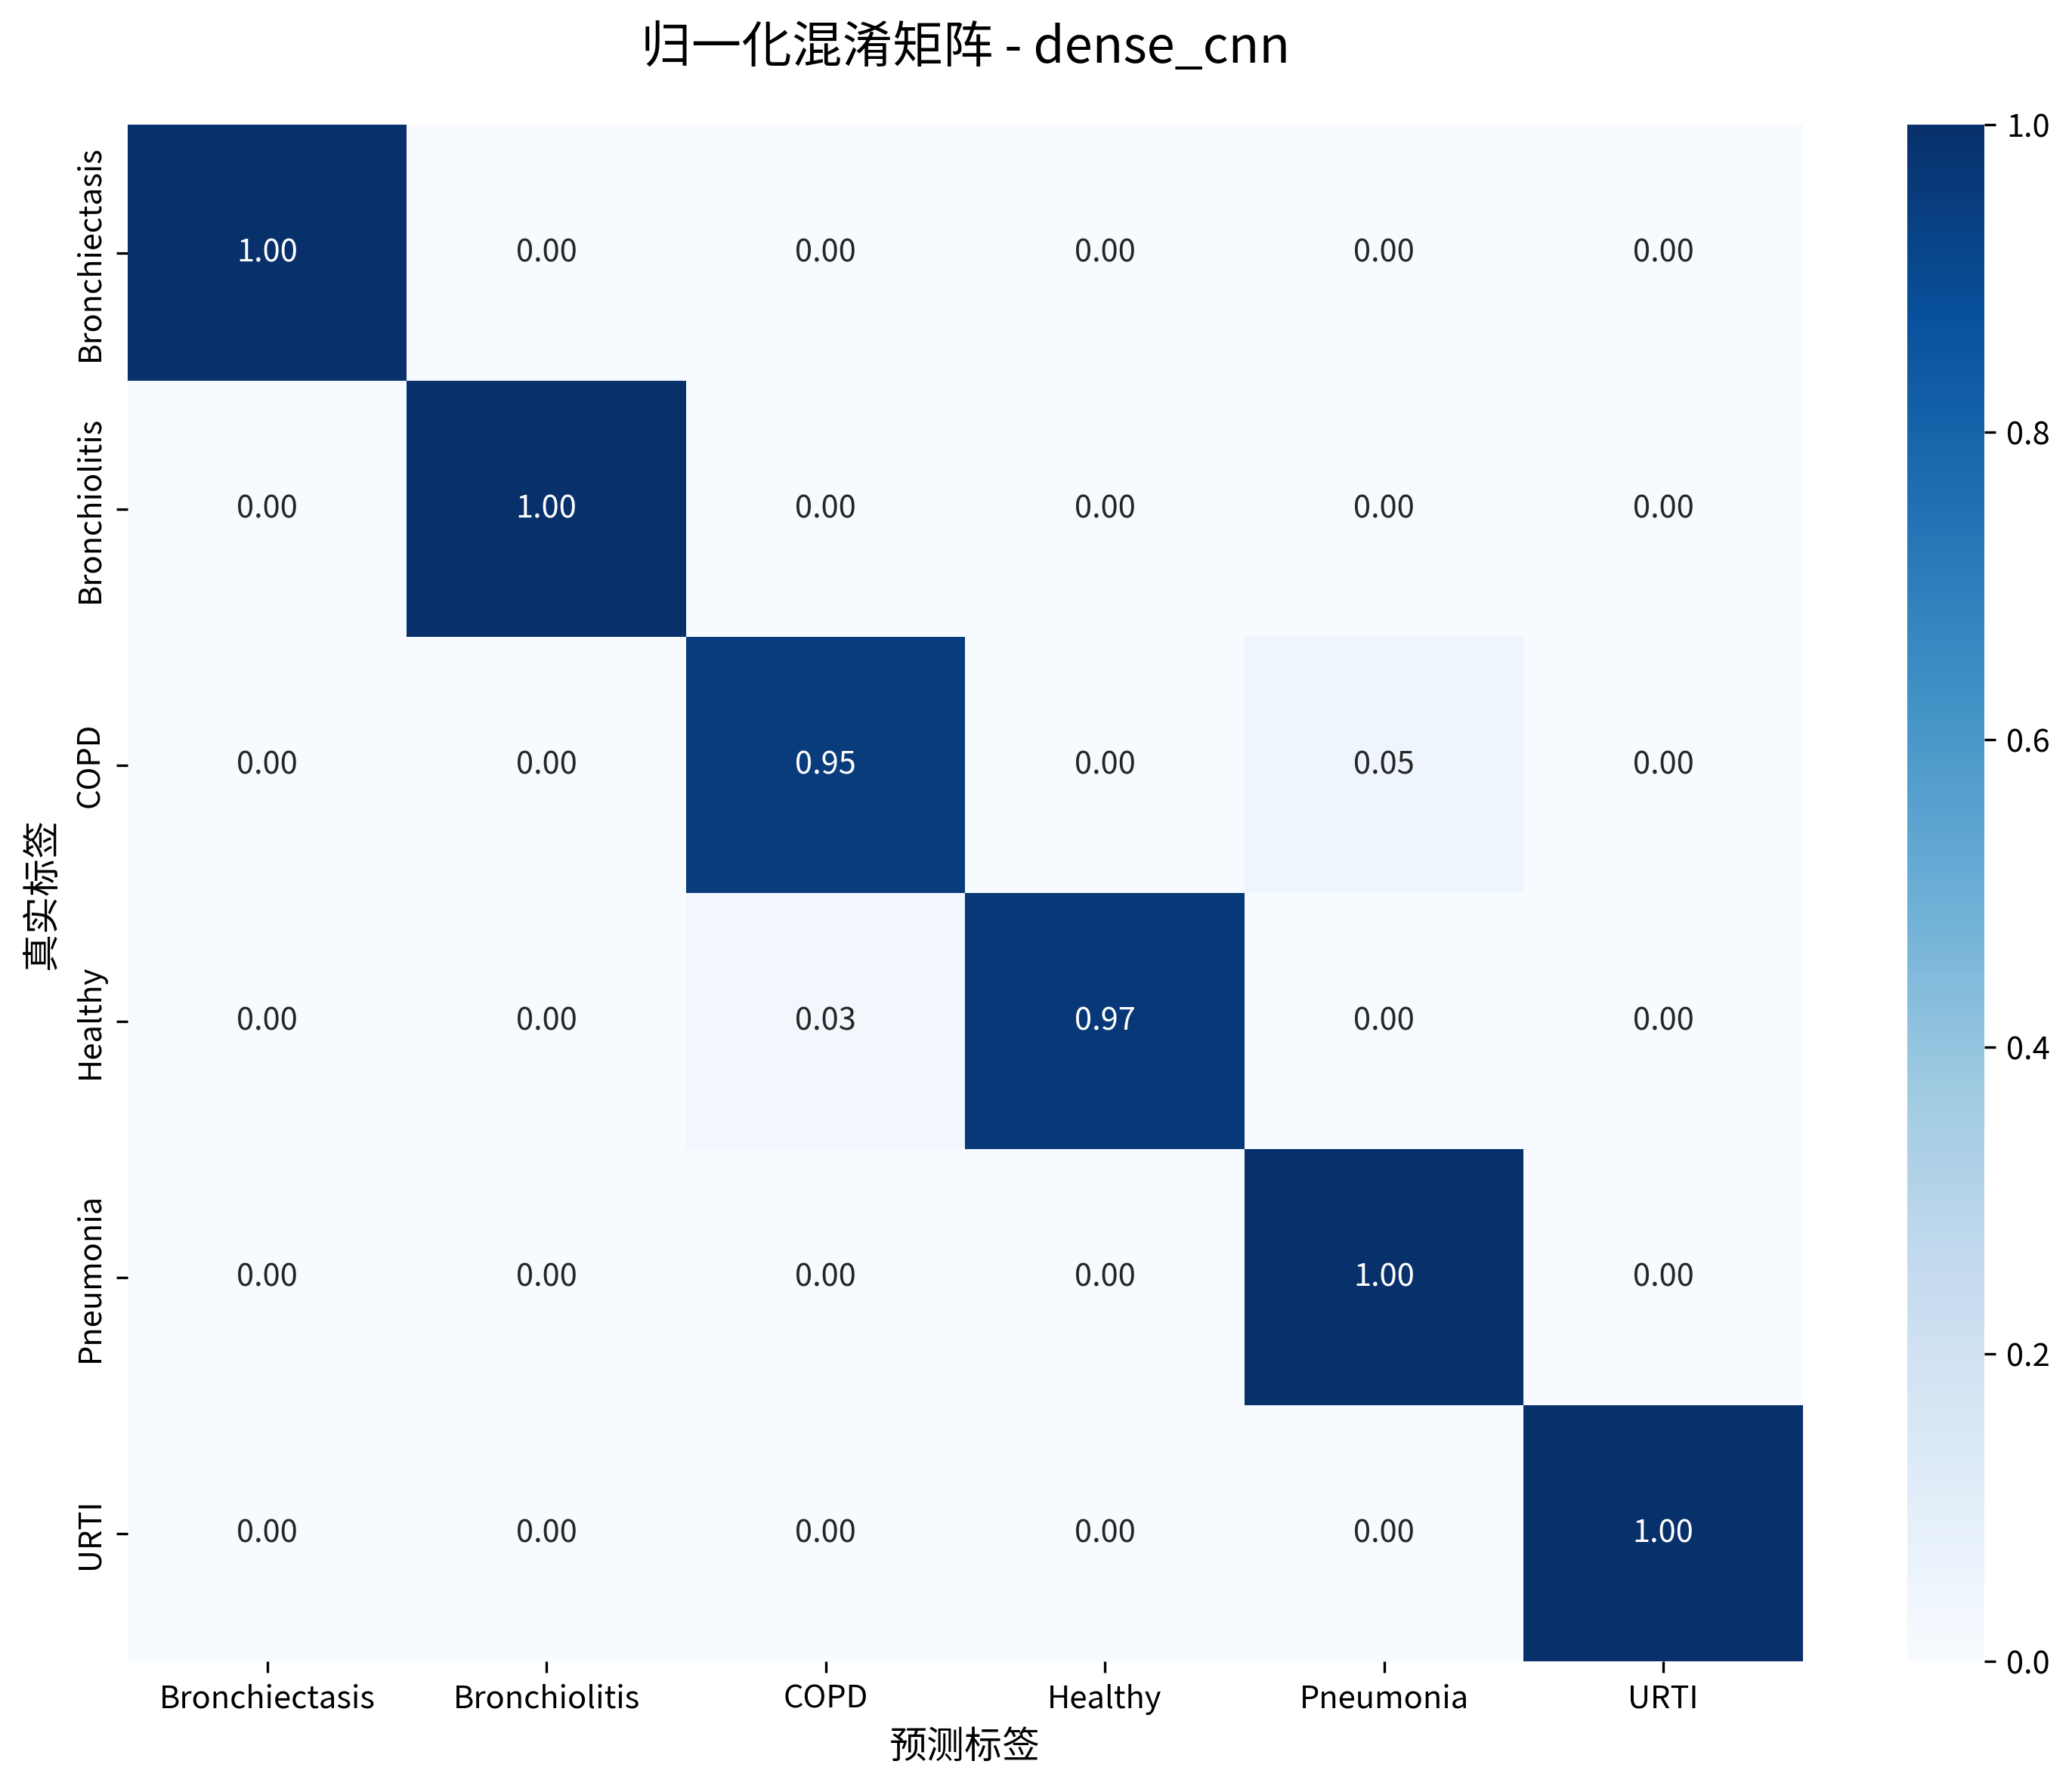 归一化混淆矩阵 - dense_cnn
真实标签
Bronchiectasis 1.00 0.00 0.00 0.00 0.00 0.00
Bronchiolitis 0.00 1.00 0.00 0.00 0.00 0.00
COPD 0.00 0.00 0.95 0.00 0.05 0.00
Healthy 0.00 0.00 0.03 0.97 0.00 0.00
Pneumonia 0.00 0.00 0.00 0.00 1.00 0.00
URTI 0.00 0.00 0.00 0.00 0.00 1.00
Bronchiectasis Bronchiolitis COPD Healthy Pneumonia URTI
预测标签
1.0
0.8
0.6
0.4
0.2
0.0